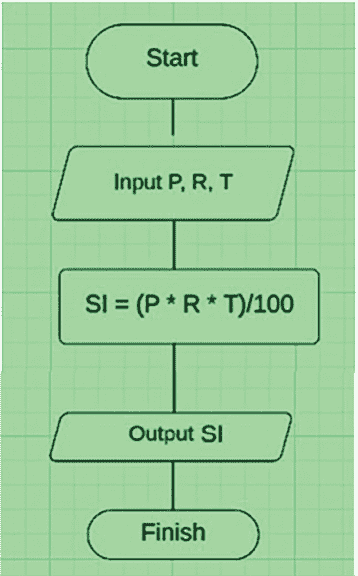 Start
Input P, R, T
SI = (P * R * T)/100
Output SI
Finish